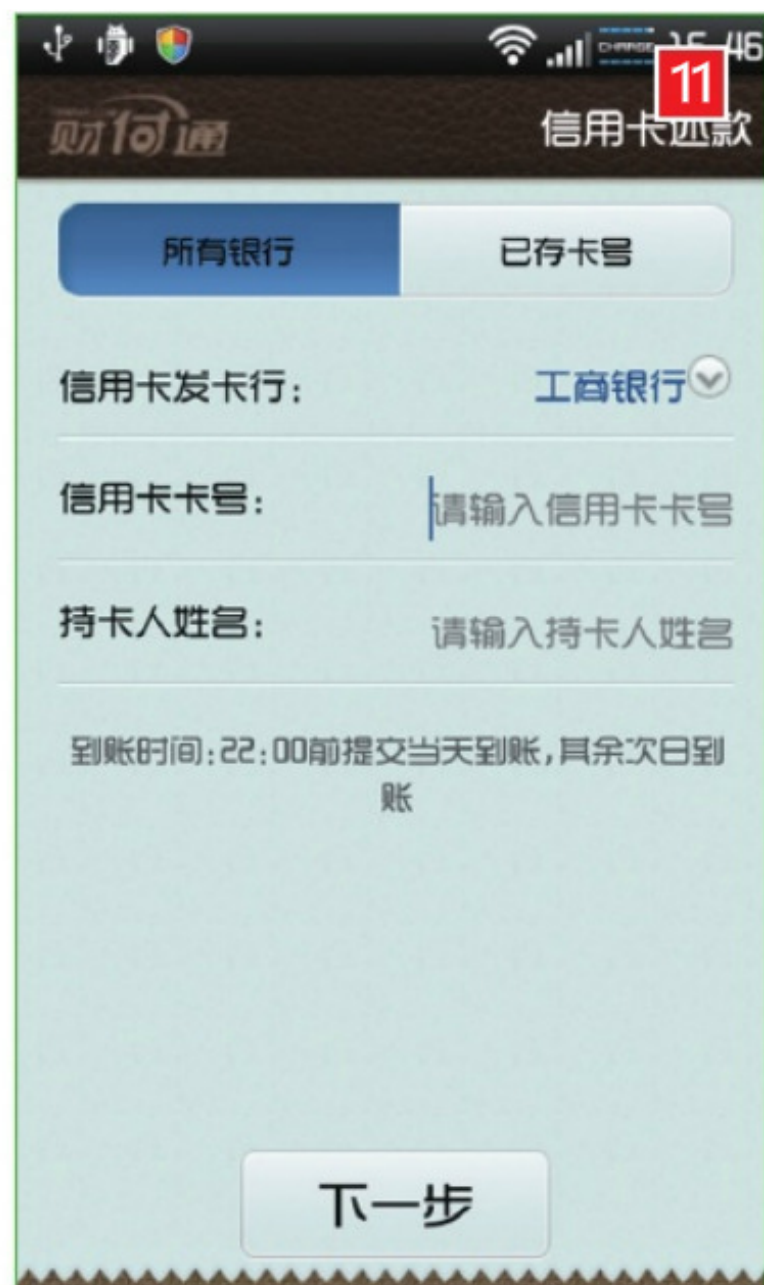 CHARGE
11
财付通
信用卡还款
所有银行
已存卡号
信用卡发卡行:
工商银行
信用卡卡号:
请输入信用卡卡号
持卡人姓名:
请输入持卡人姓名
到账时间:22:00前提交当天到账,其余次日到
账
下一步